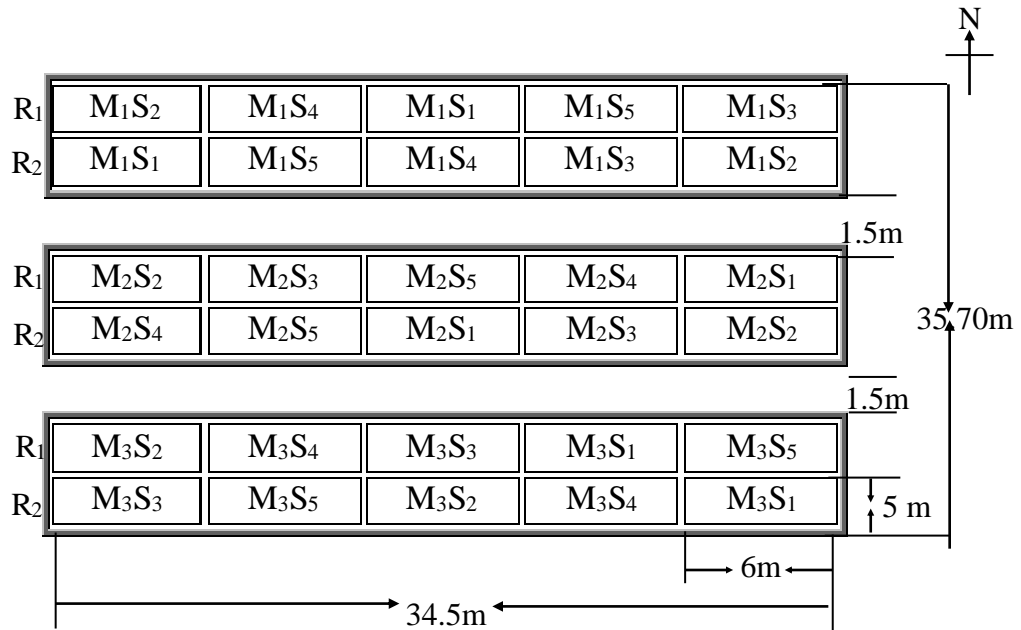 N
R₁ M₁S₂ M₁S₄ M₁S₁ M₁S₅ M₁S₃
R₂ M₁S₁ M₁S₅ M₁S₄ M₁S₃ M₁S₂
1.5m
R₁ M₂S₂ M₂S₃ M₂S₅ M₂S₄ M₂S₁
35.70m
R₂ M₂S₄ M₂S₅ M₂S₁ M₂S₃ M₂S₂
1.5m
R₁ M₃S₂ M₃S₄ M₃S₃ M₃S₁ M₃S₅
R₂ M₃S₃ M₃S₅ M₃S₂ M₃S₄ M₃S₁
5 m
6m
34.5m